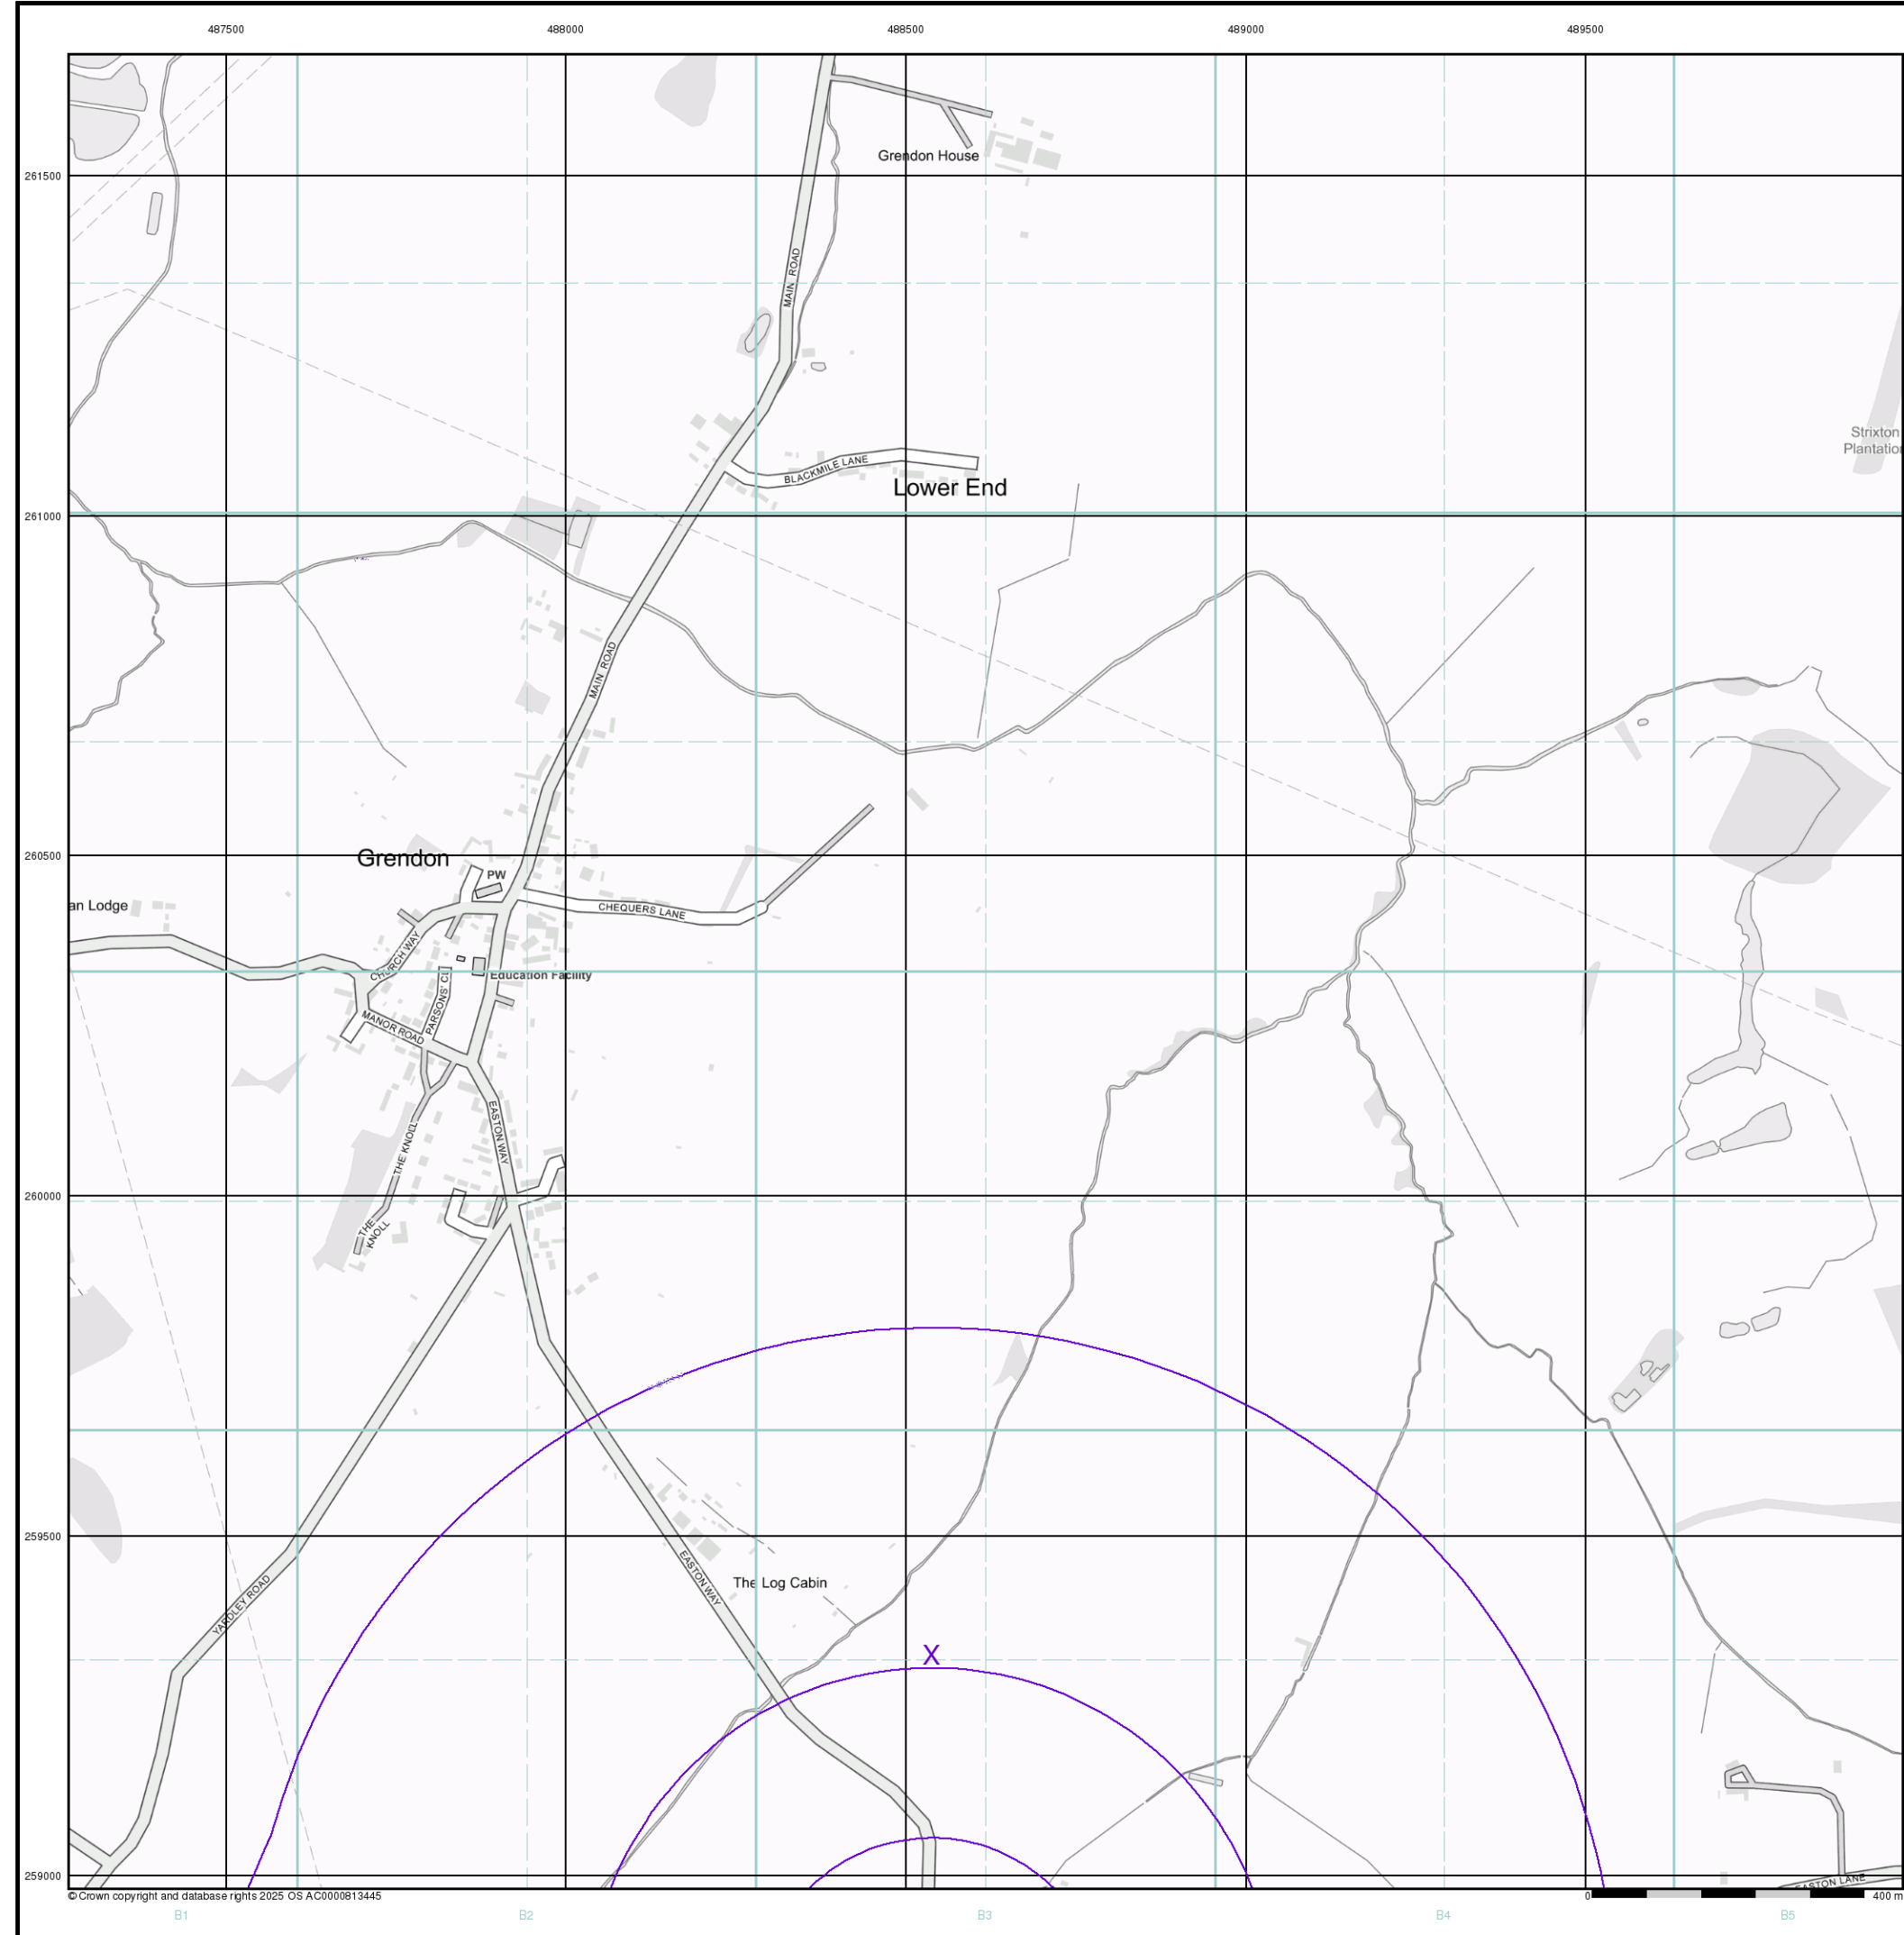 487500 488000 488500 489000 489500
Grendon House
261500
MAIN ROAD
Strixton
Plantation
BLACKMILE LANE
Lower End
261000
MAIN ROAD
260500
Grendon
PW
an Lodge
CHEQUERS LANE
CHURCH WAY
Education Facility
PARSONS' CL
MANOR ROAD
EASTON WAY
THE KNOLL
260000
THE
KNOLL
259500
EASTON WAY
The Log Cabin
YARDLEY ROAD
X
259000
EASTON LANE
© Crown copyright and database rights 2025 OS AC0000813445
0 400 m
B1 B2 B3 B4 B5